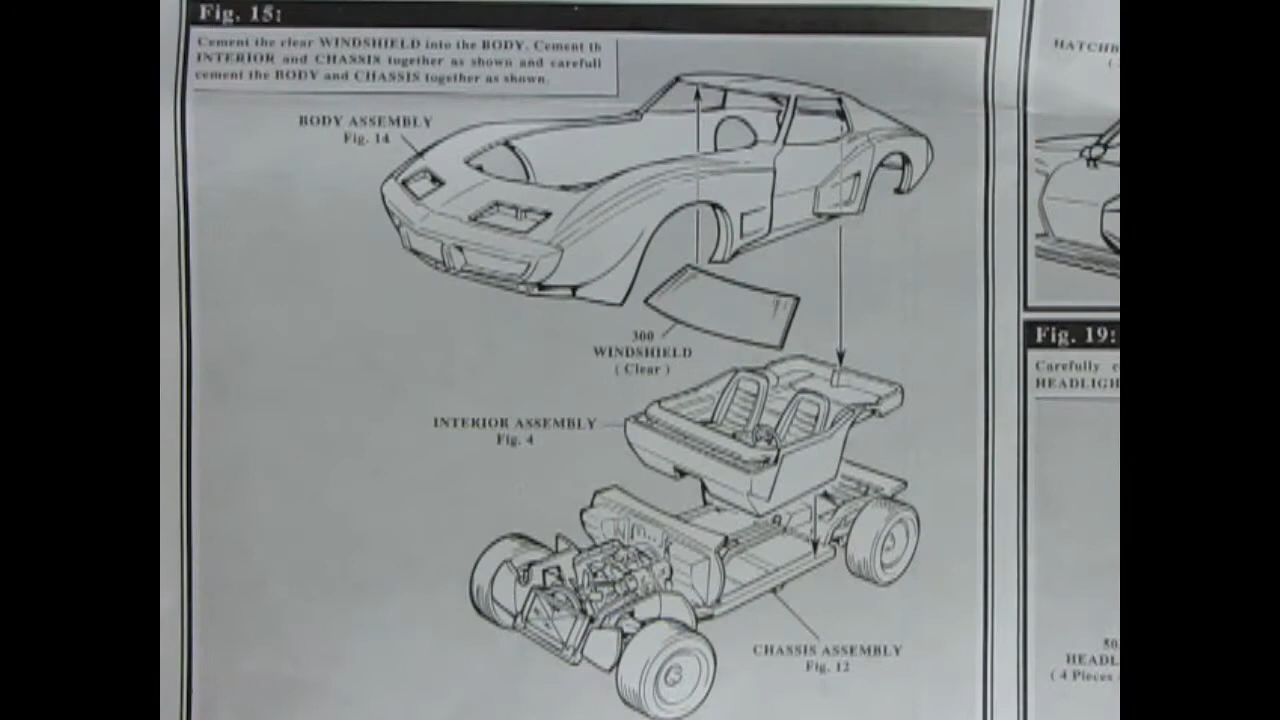 Fig. 15:
Cement the clear WINDSHIELD into the BODY. Cement th
INTERIOR and CHASSIS together as shown and carefull
cement the BODY and CHASSIS together as shown.
BODY ASSEMBLY
Fig. 14
300
WINDSHIELD
( Clear )
INTERIOR ASSEMBLY
Fig. 4
CHASSIS ASSEMBLY
Fig. 12
HATCHB
(
Fig. 19:
Carefully c
HEADLIGH
50
HEADL
( 4 Pieces